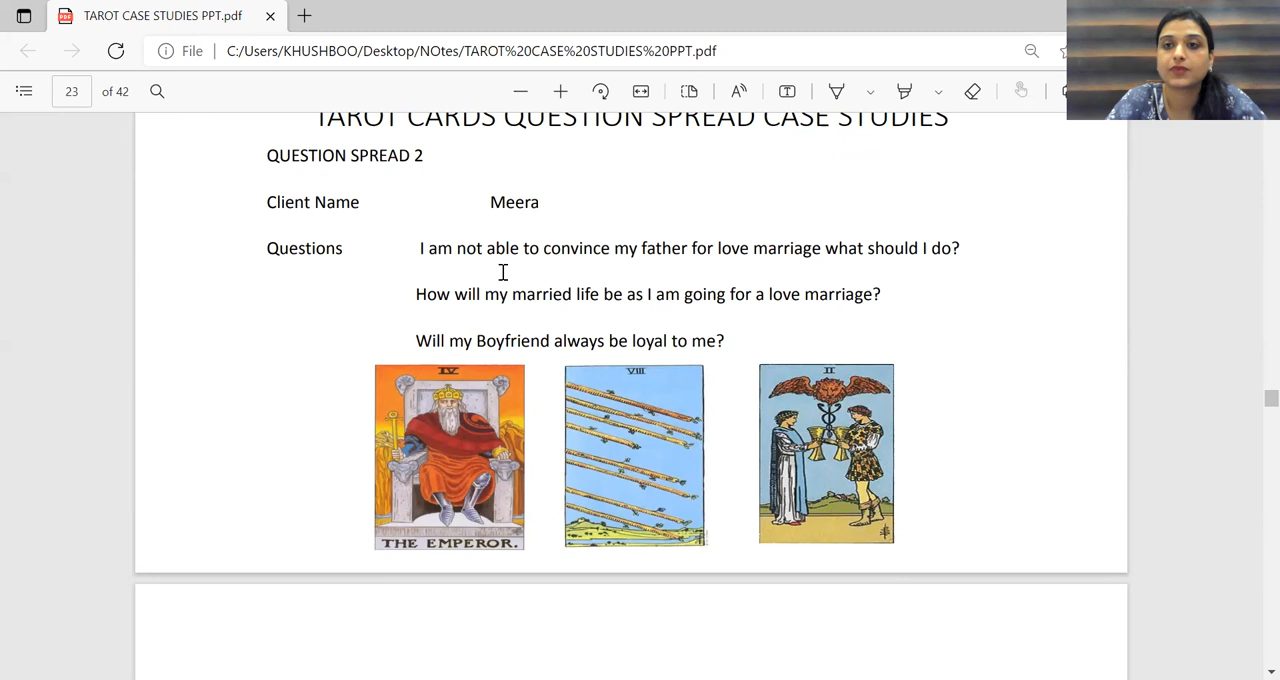 TAROT CASE STUDIES PPT.pdf
File C:/Users/KHUSHBOO/Desktop/NOtes/TAROT%20CASE%20STUDIES%20PPT.pdf
23 of 42
TAROT CARDS QUESTION SPREAD CASE STUDIES
QUESTION SPREAD 2
Client Name Meera
Questions I am not able to convince my father for love marriage what should I do?
How will my married life be as I am going for a love marriage?
Will my Boyfriend always be loyal to me?
IV VIII II
THE EMPEROR.